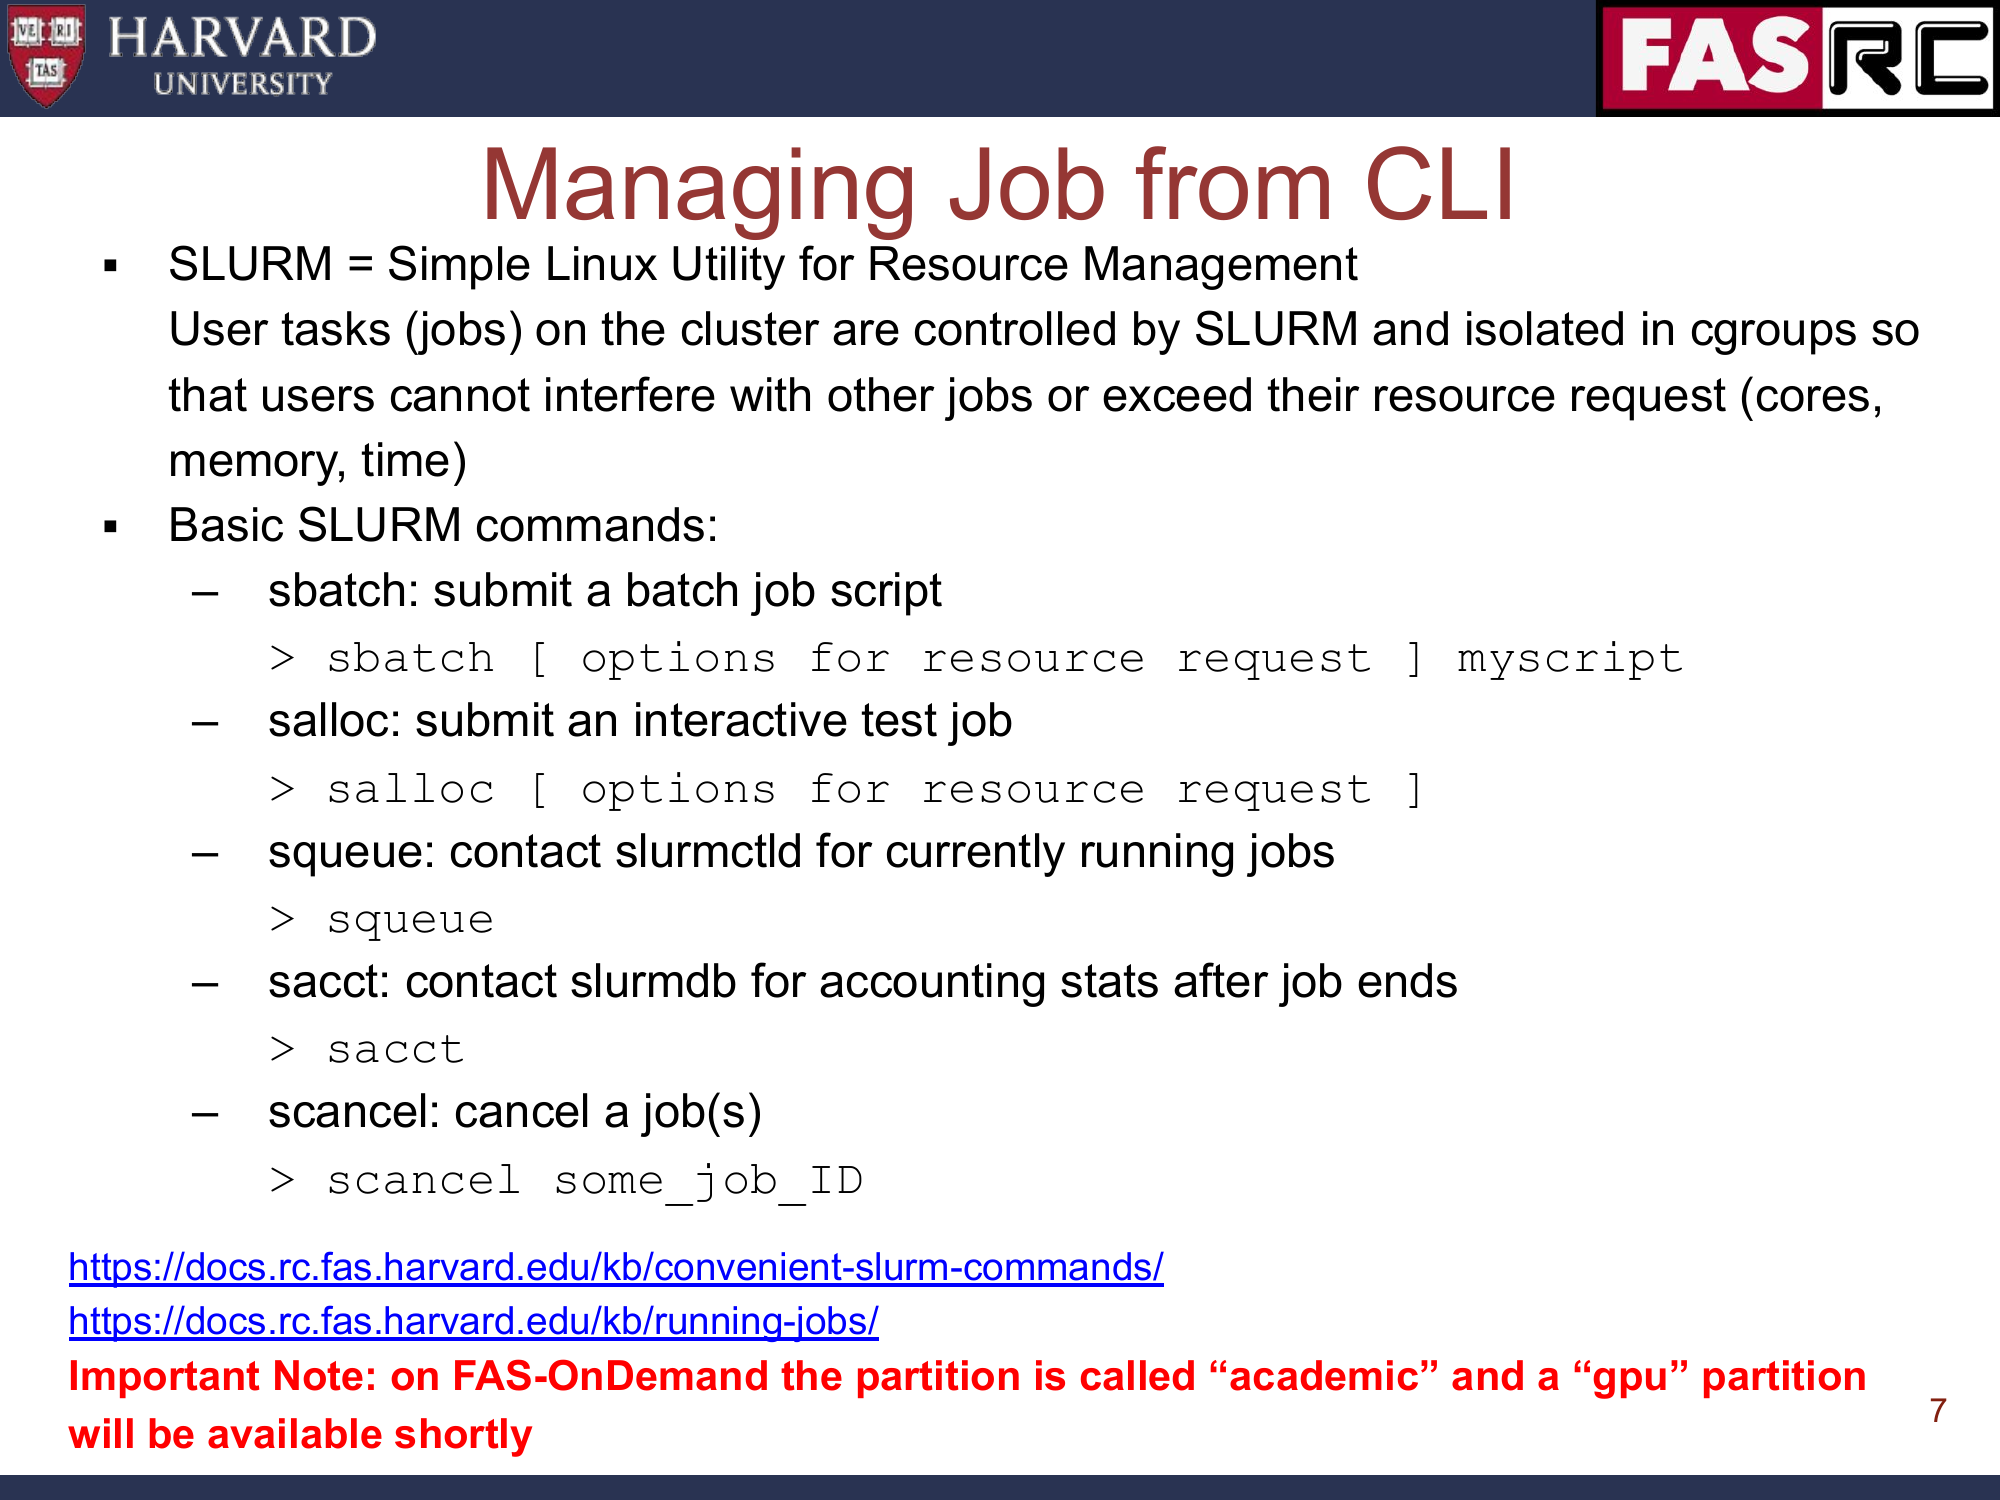 VE RI
TAS
HARVARD
UNIVERSITY
FAS RC
Managing Job from CLI
▪ SLURM = Simple Linux Utility for Resource Management
User tasks (jobs) on the cluster are controlled by SLURM and isolated in cgroups so
that users cannot interfere with other jobs or exceed their resource request (cores,
memory, time)
▪ Basic SLURM commands:
– sbatch: submit a batch job script
> sbatch [ options for resource request ] myscript
– salloc: submit an interactive test job
> salloc [ options for resource request ]
– squeue: contact slurmctld for currently running jobs
> squeue
– sacct: contact slurmdb for accounting stats after job ends
> sacct
– scancel: cancel a job(s)
> scancel some_job_ID
https://docs.rc.fas.harvard.edu/kb/convenient-slurm-commands/
https://docs.rc.fas.harvard.edu/kb/running-jobs/
Important Note: on FAS-OnDemand the partition is called “academic” and a “gpu” partition
will be available shortly
7